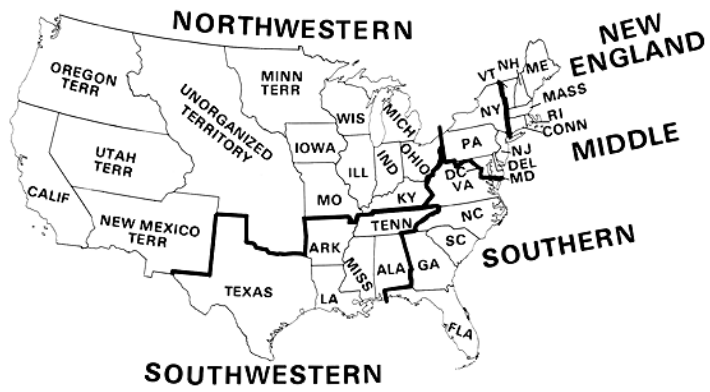 NORTHWESTERN
NEW
ENGLAND
MIDDLE
SOUTHERN
SOUTHWESTERN
OREGON
TERR
MINN
TERR
UNORGANIZED
TERRITORY
UTAH
TERR
CALIF
NEW MEXICO
TERR
TEXAS
WIS
MICH
IOWA
ILL
IND
OHIO
MO
KY
ARK
TENN
MISS
ALA
LA
GA
FLA
SC
NC
VA
DC
PA
NY
VT
NH
ME
MASS
RI
CONN
NJ
DEL
MD